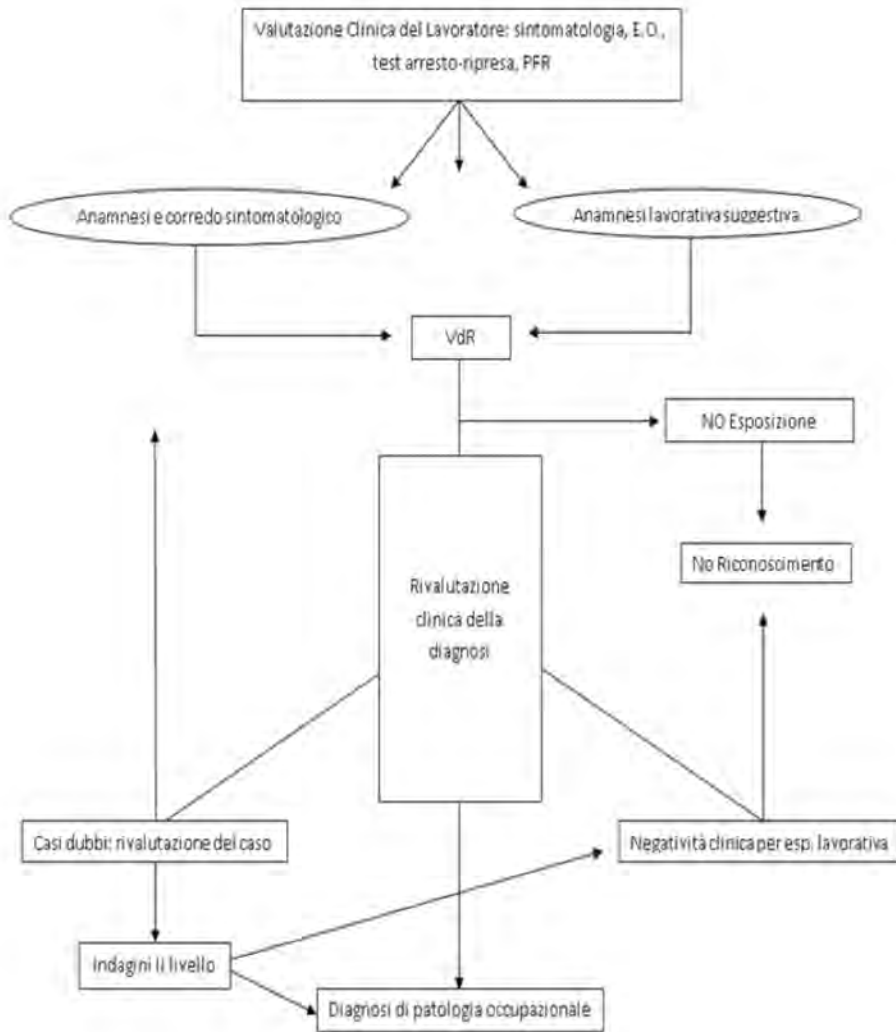 Valutazione Clinica del Lavoratore: sintomatologia, E.O.,
test arresto-ripresa, PFR
Anamnesi e corredo sintomatologico
Anamnesi lavorativa suggestiva
VdR
NO Esposizione
No Riconoscimento
Rivalutazione
clinica della
diagnosi
Casi dubbi: rivalutazione del caso
Negatività clinica per esp. lavorativa
Indagini II livello
Diagnosi di patologia occupazionale